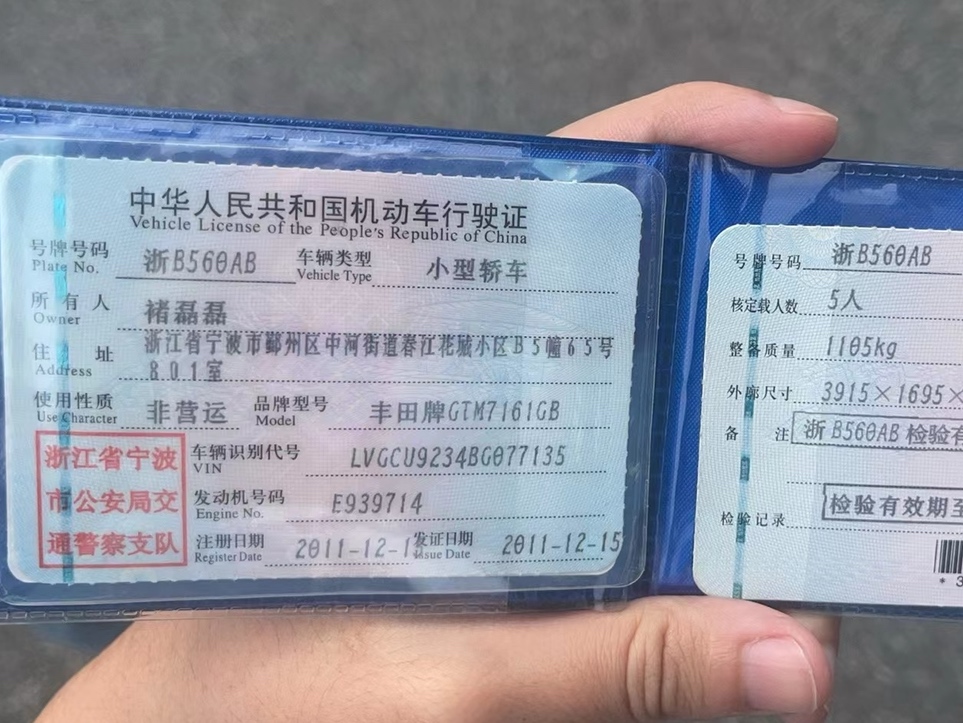 中华人民共和国机动车行驶证
Vehicle License of the People's Republic of China
号牌号码 浙B560AB 车辆类型 小型轿车
Plate No. Vehicle Type
所有人 褚磊磊
Owner
住址 浙江省宁波市鄞州区中河街道春江花城小区B5幢65号
Address 801室
使用性质 非营运 品牌型号 丰田牌GTM7161GB
Use Character Model
浙江省宁波
市公安局交
通警察支队
车辆识别代号 LVGCU9234BG077135
VIN
发动机号码 E939714
Engine No.
注册日期 2011-12-1 发证日期 2011-12-15
Register Date Issue Date
号牌号码 浙B560AB
核定载人数 5人
整备质量 1105kg
外廓尺寸 3915×1695×
备注 浙B560AB 检验有
检验有效期至
检验记录
* 3